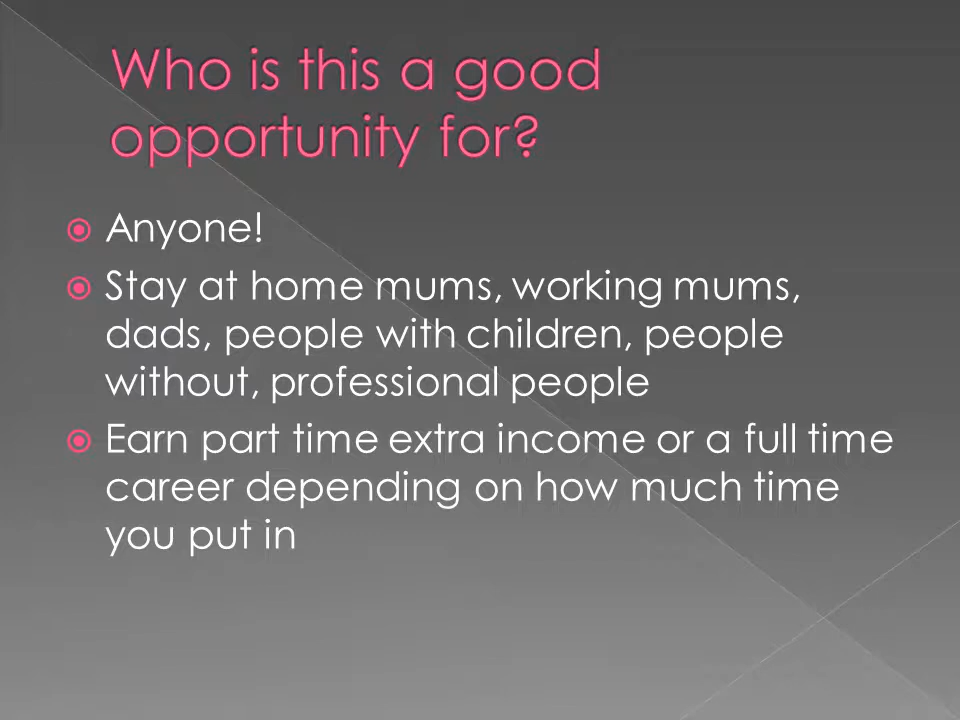 Who is this a good
opportunity for?
Anyone!
Stay at home mums, working mums,
dads, people with children, people
without, professional people
Earn part time extra income or a full time
career depending on how much time
you put in